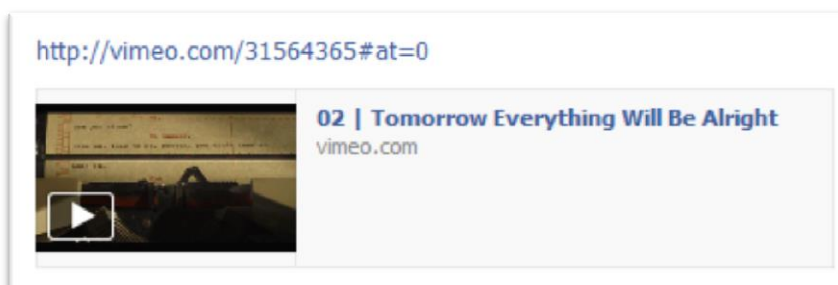 http://vimeo.com/31564365#at=0
02 | Tomorrow Everything Will Be Alright
vimeo.com